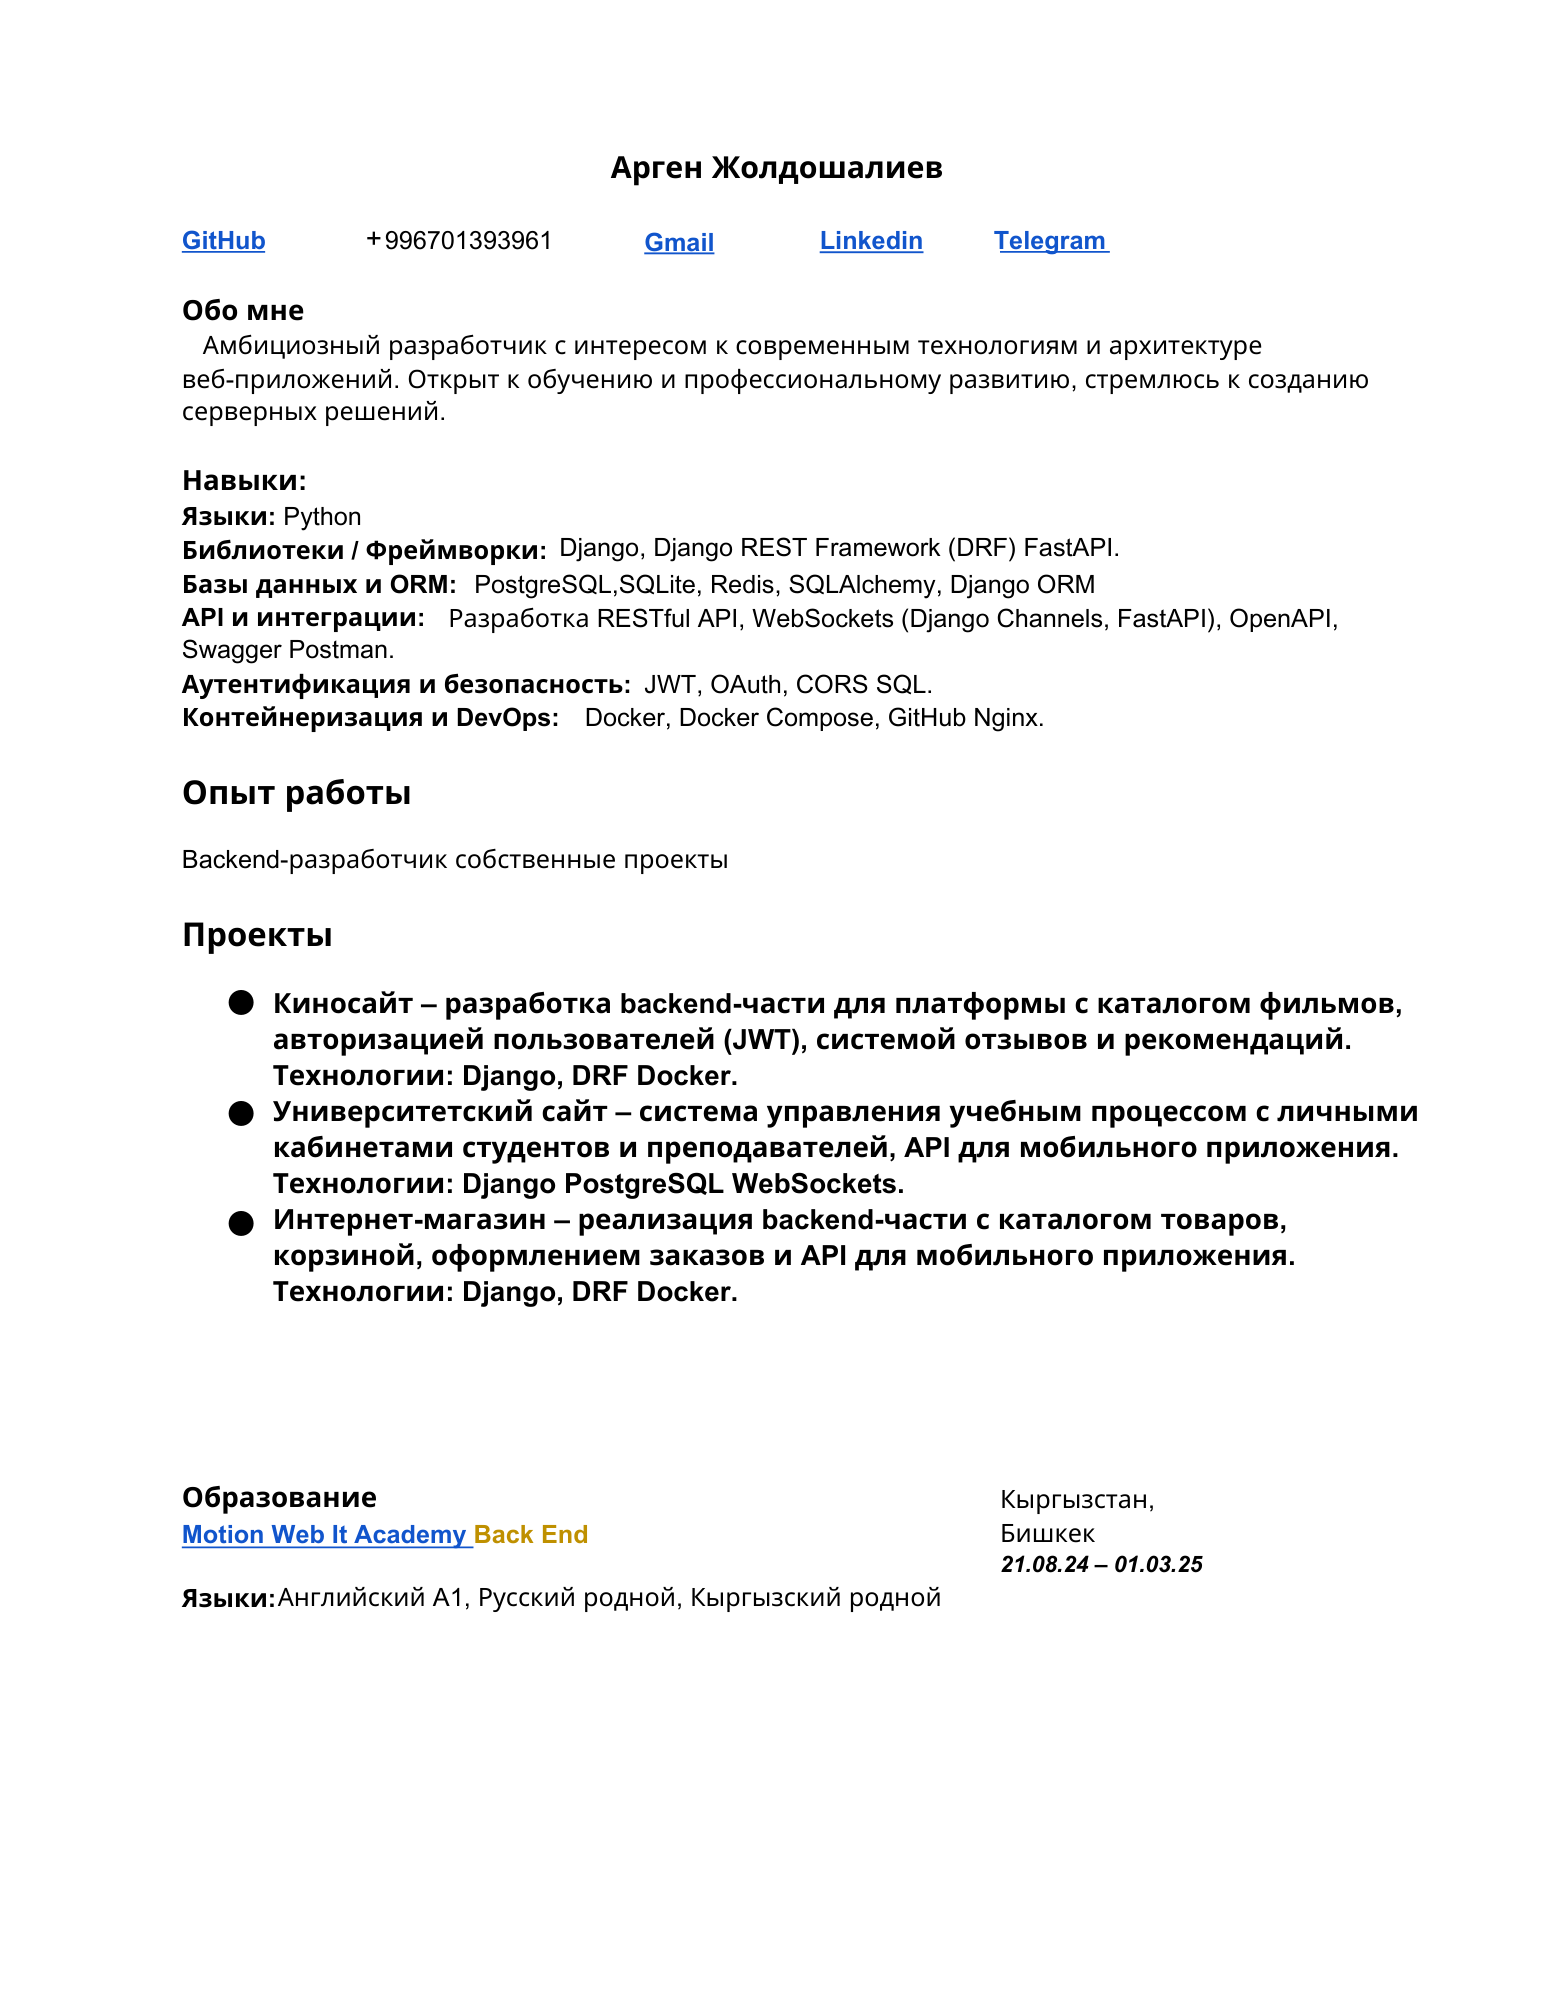 Арген Жолдошалиев
GitHub +996701393961 Gmail Linkedin Telegram
Обо мне
Амбициозный разработчик с интересом к современным технологиям и архитектуре
веб-приложений. Открыт к обучению и профессиональному развитию, стремлюсь к созданию
серверных решений.
Навыки:
Языки: Python
Библиотеки / Фреймворки: Django, Django REST Framework (DRF) FastAPI.
Базы данных и ORM: PostgreSQL,SQLite, Redis, SQLAlchemy, Django ORM
API и интеграции: Разработка RESTful API, WebSockets (Django Channels, FastAPI), OpenAPI,
Swagger Postman.
Аутентификация и безопасность: JWT, OAuth, CORS SQL.
Контейнеризация и DevOps: Docker, Docker Compose, GitHub Nginx.
Опыт работы
Backend-разработчик собственные проекты
Проекты
● Киносайт – разработка backend-части для платформы с каталогом фильмов,
авторизацией пользователей (JWT), системой отзывов и рекомендаций.
Технологии: Django, DRF Docker.
● Университетский сайт – система управления учебным процессом с личными
кабинетами студентов и преподавателей, API для мобильного приложения.
Технологии: Django PostgreSQL WebSockets.
● Интернет-магазин – реализация backend-части с каталогом товаров,
корзиной, оформлением заказов и API для мобильного приложения.
Технологии: Django, DRF Docker.
Образование
Motion Web It Academy Back End
Кыргызстан,
Бишкек
21.08.24 – 01.03.25
Языки:Английский А1, Русский родной, Кыргызский родной